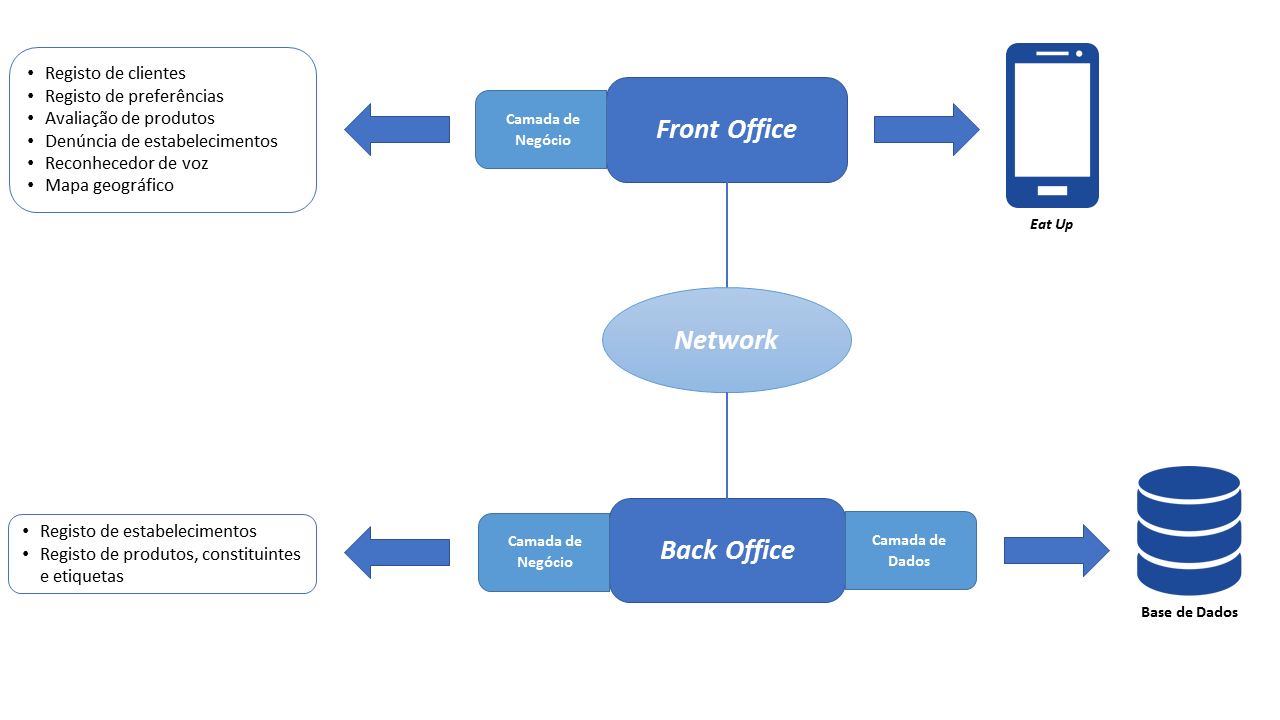 • Registo de clientes
• Registo de preferências
• Avaliação de produtos
• Denúncia de estabelecimentos
• Reconhecedor de voz
• Mapa geográfico
Camada de
Negócio
Front Office
Eat Up
Network
• Registo de estabelecimentos
• Registo de produtos, constituintes
e etiquetas
Camada de
Negócio
Back Office
Camada de
Dados
Base de Dados